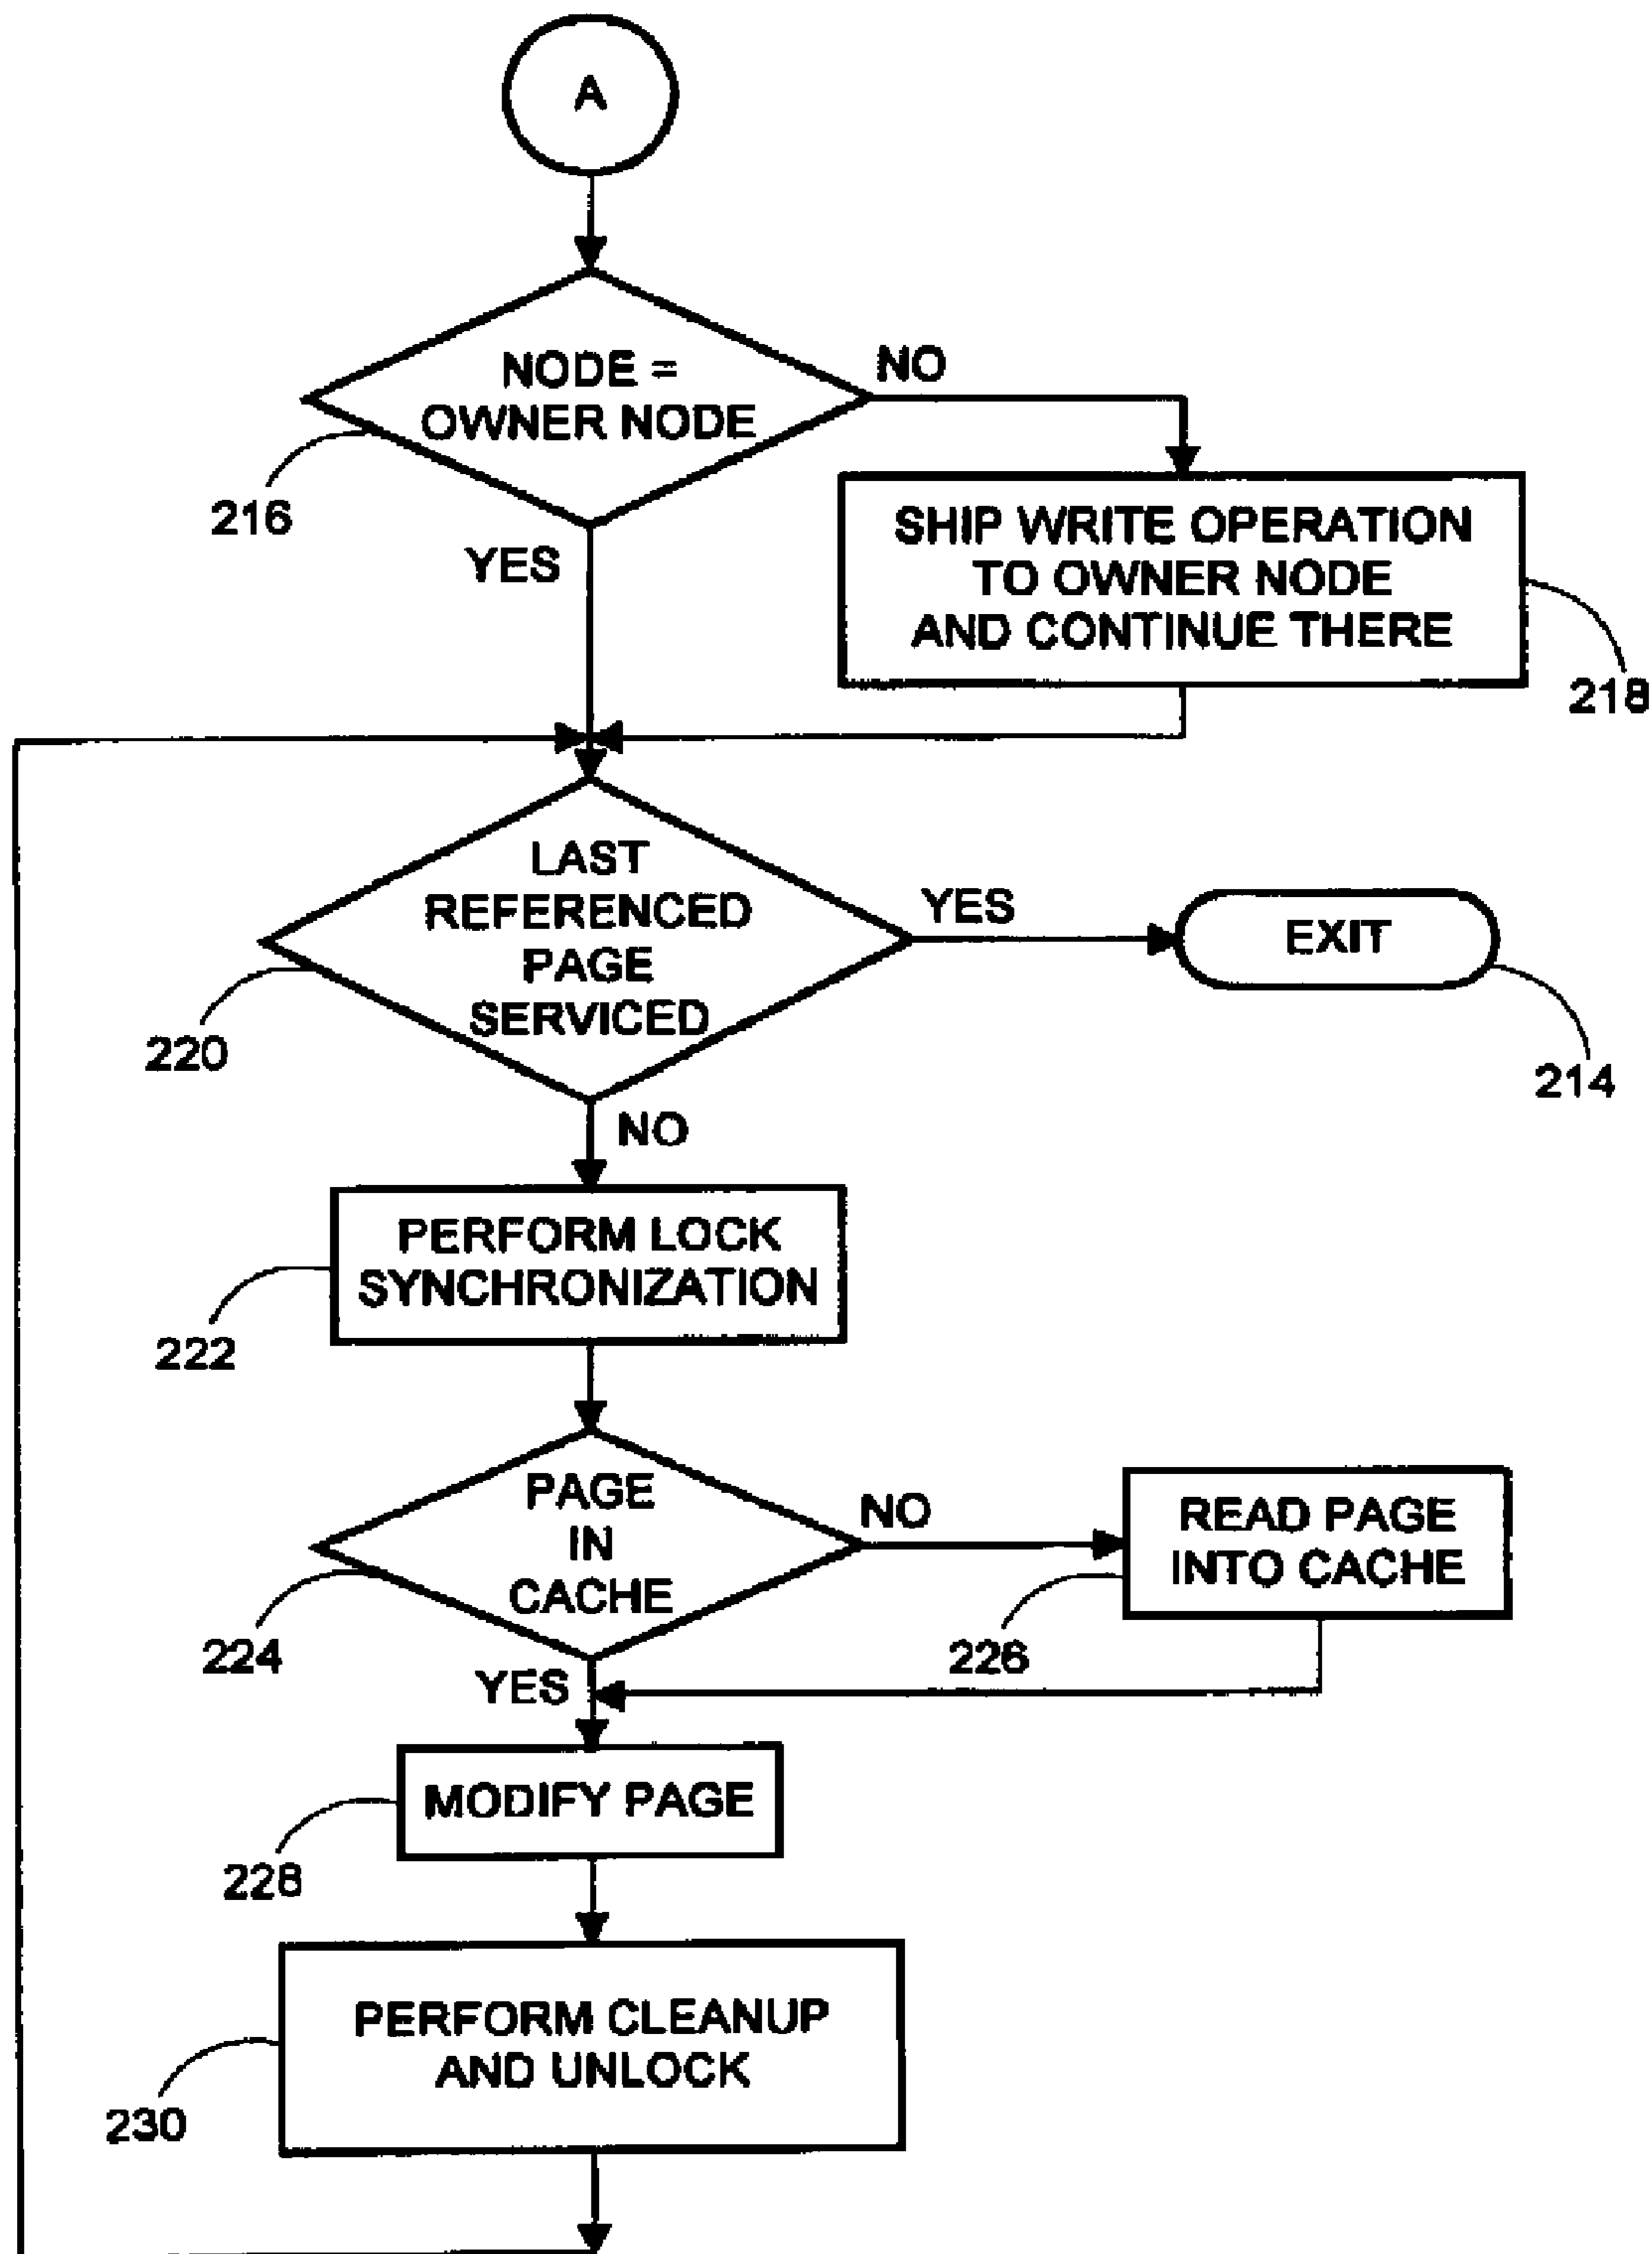 A
NODE =
OWNER NODE
NO
216
YES
SHIP WRITE OPERATION
TO OWNER NODE
AND CONTINUE THERE
218
LAST
REFERENCED
PAGE
SERVICED
YES
EXIT
220
214
NO
PERFORM LOCK
SYNCHRONIZATION
222
PAGE
IN
CACHE
NO
READ PAGE
INTO CACHE
224
226
YES
MODIFY PAGE
228
PERFORM CLEANUP
AND UNLOCK
230